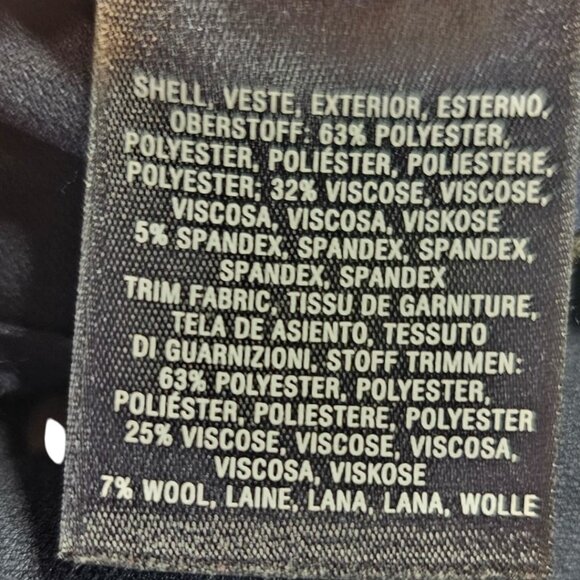 SHELL, VESTE, EXTERIOR, ESTERNO,
OBERSTOFF: 63% POLYESTER,
POLYESTER, POLIÉSTER, POLIESTERE,
POLYESTER; 32% VISCOSE, VISCOSE,
VISCOSA, VISCOSA, VISKOSE
5% SPANDEX, SPANDEX, SPANDEX,
SPANDEX, SPANDEX
TRIM FABRIC, TISSU DE GARNITURE,
TELA DE ASIENTO, TESSUTO
DI GUARNIZIONI, STOFF TRIMMEN:
63% POLYESTER, POLYESTER,
POLIÉSTER, POLIESTERE, POLYESTER
25% VISCOSE, VISCOSE, VISCOSA,
VISCOSA, VISKOSE
7% WOOL, LAINE, LANA, LANA, WOLLE